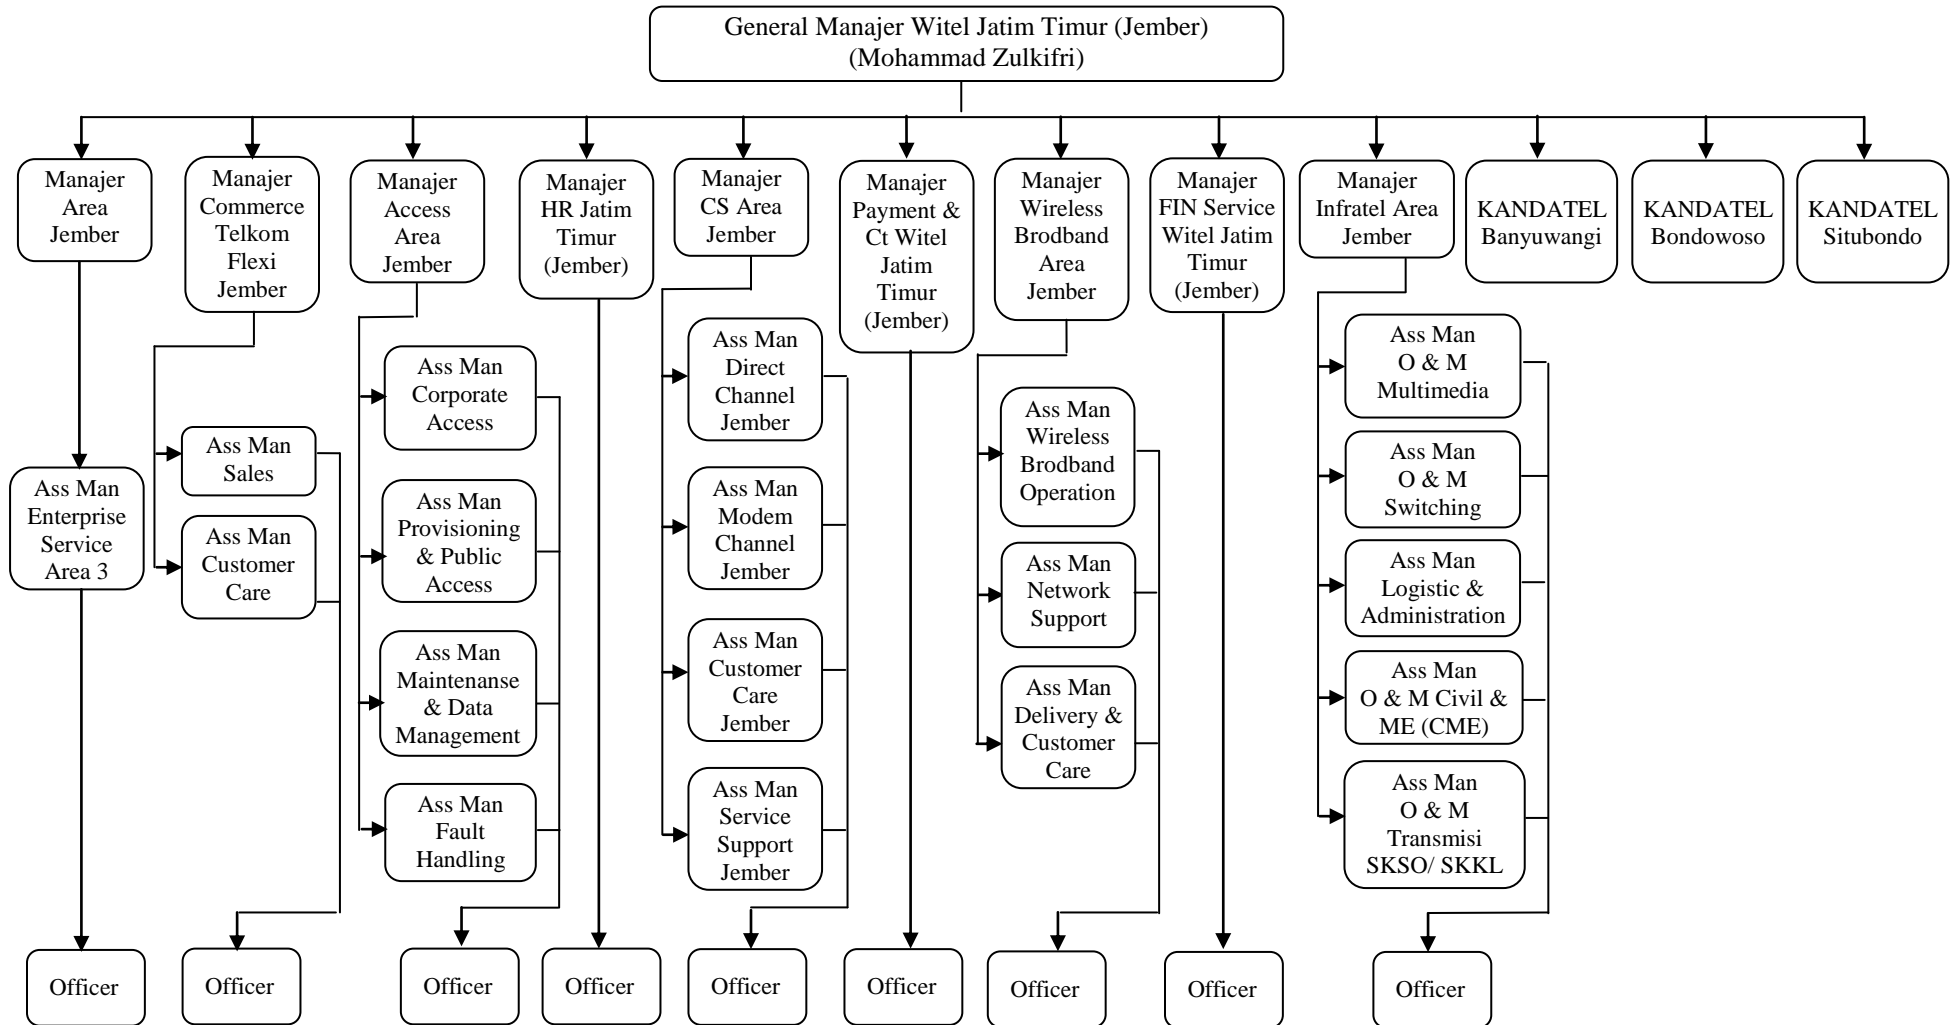 General Manajer Witel Jatim Timur (Jember)
(Mohammad Zulkifri)
Manajer
Area
Jember
Manajer
Commerce
Telkom
Flexi
Jember
Manajer
Access
Area
Jember
Manajer
HR Jatim
Timur
(Jember)
Manajer
CS Area
Jember
Manajer
Payment &
Ct Witel
Jatim
Timur
(Jember)
Manajer
Wireless
Brodband
Area
Jember
Manajer
FIN Service
Witel Jatim
Timur
(Jember)
Manajer
Infratel Area
Jember
KANDATEL
Banyuwangi
KANDATEL
Bondowoso
KANDATEL
Situbondo
Ass Man
Enterprise
Service
Area 3
Ass Man
Sales
Ass Man
Customer
Care
Ass Man
Corporate
Access
Ass Man
Provisioning
& Public
Access
Ass Man
Maintenanse
& Data
Management
Ass Man
Fault
Handling
Ass Man
Direct
Channel
Jember
Ass Man
Modem
Channel
Jember
Ass Man
Customer
Care
Jember
Ass Man
Service
Support
Jember
Ass Man
Wireless
Brodband
Operation
Ass Man
Network
Support
Ass Man
Delivery &
Customer
Care
Ass Man
O & M
Multimedia
Ass Man
O & M
Switching
Ass Man
Logistic &
Administration
Ass Man
O & M Civil &
ME (CME)
Ass Man
O & M
Transmisi
SKSO/ SKKL
Officer
Officer
Officer
Officer
Officer
Officer
Officer
Officer
Officer